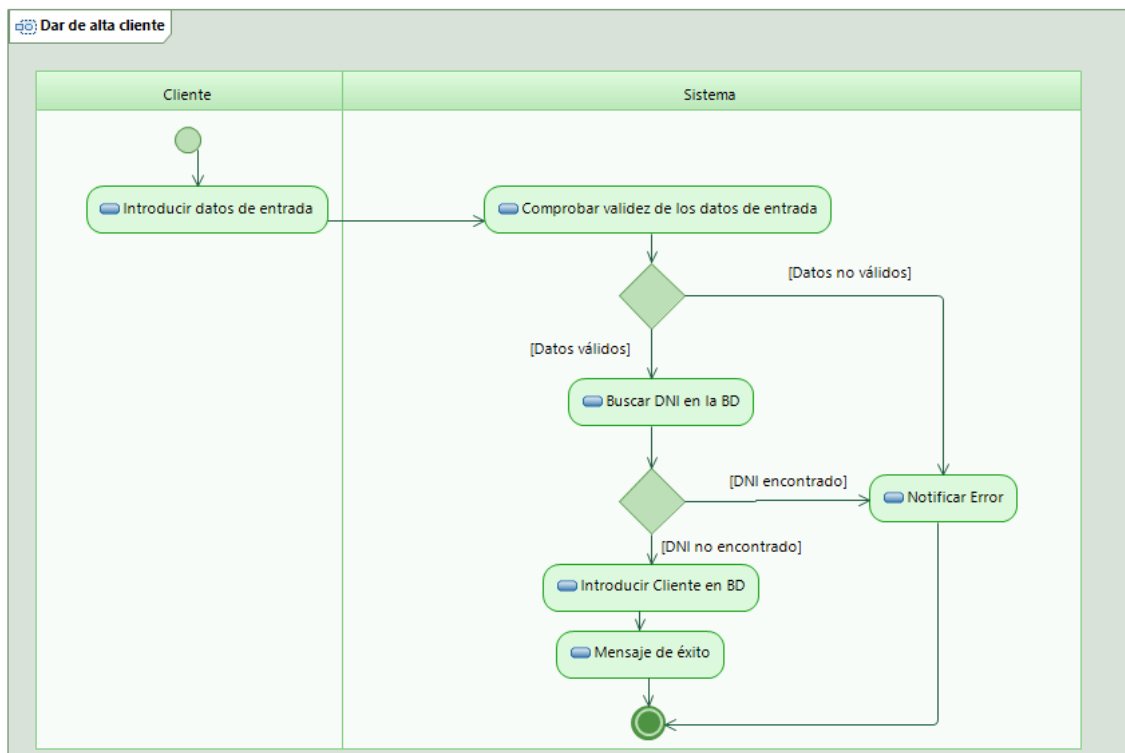 Dar de alta cliente
Cliente
Sistema
Introducir datos de entrada
Comprobar validez de los datos de entrada
[Datos no válidos]
[Datos válidos]
Buscar DNI en la BD
[DNI encontrado]
Notificar Error
[DNI no encontrado]
Introducir Cliente en BD
Mensaje de éxito